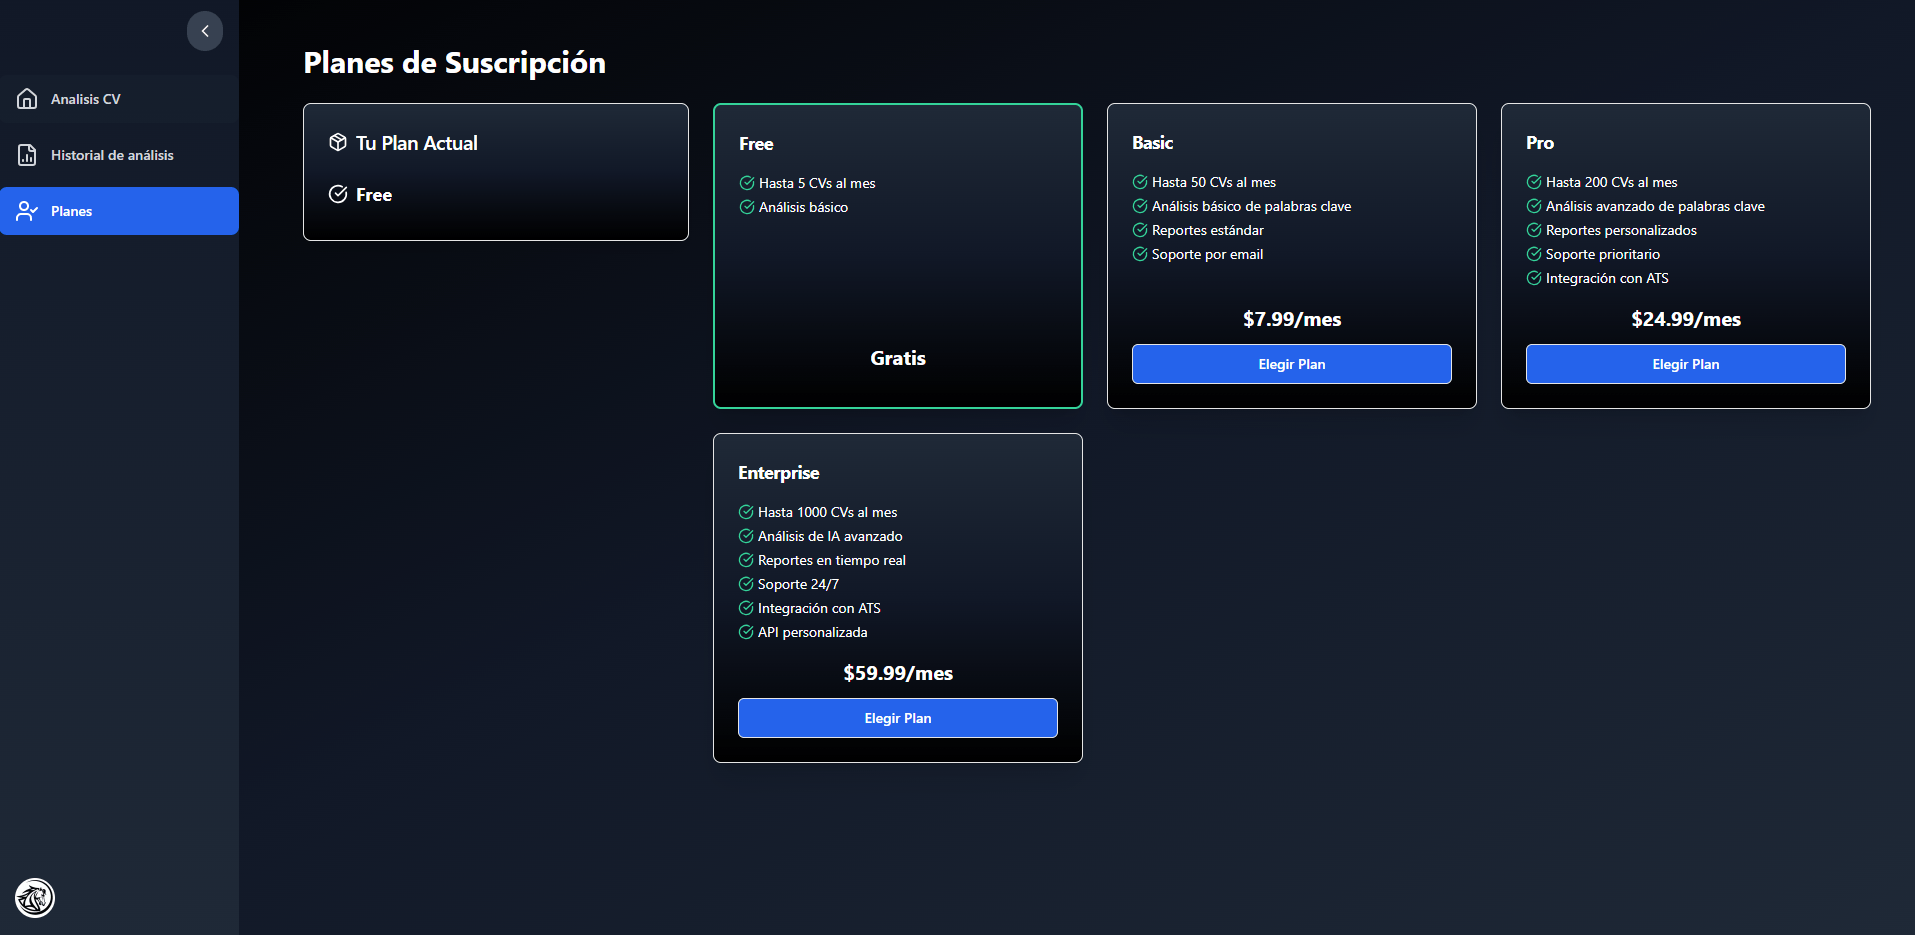 Analisis CV
Historial de análisis
Planes
Planes de Suscripción
Tu Plan Actual
Free
Free
Hasta 5 CVs al mes
Análisis básico
Gratis
Basic
Hasta 50 CVs al mes
Análisis básico de palabras clave
Reportes estándar
Soporte por email
$7.99/mes
Elegir Plan
Pro
Hasta 200 CVs al mes
Análisis avanzado de palabras clave
Reportes personalizados
Soporte prioritario
Integración con ATS
$24.99/mes
Elegir Plan
Enterprise
Hasta 1000 CVs al mes
Análisis de IA avanzado
Reportes en tiempo real
Soporte 24/7
Integración con ATS
API personalizada
$59.99/mes
Elegir Plan